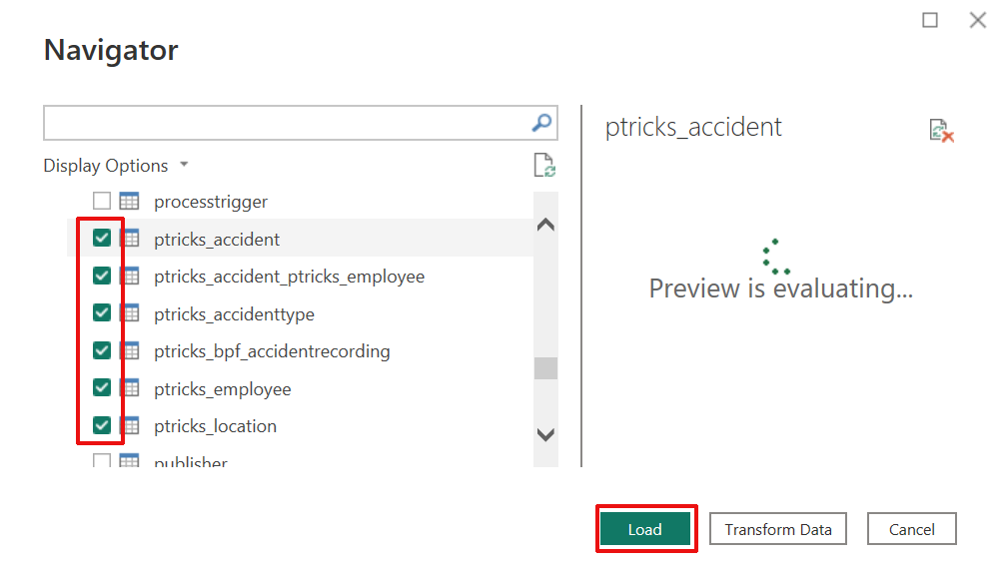 Navigator
Display Options
processtrigger
ptricks_accident
ptricks_accident_ptricks_employee
ptricks_accidenttype
ptricks_bpf_accidentrecording
ptricks_employee
ptricks_location
publisher
ptricks_accident
Preview is evaluating...
Load
Transform Data
Cancel